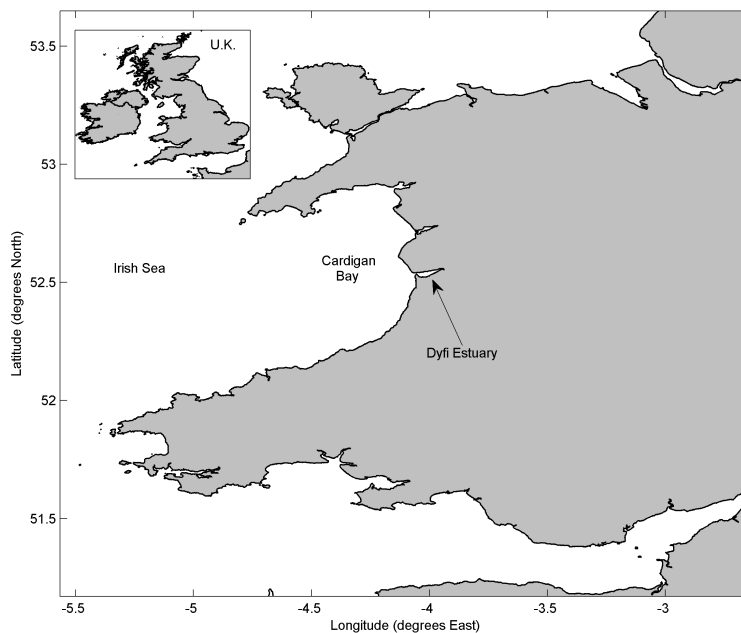 U.K.
53.5
53
52.5
52
51.5
Latitude (degrees North)
Irish Sea
Cardigan
Bay
Dyfi Estuary
-5.5 -5 -4.5 -4 -3.5 -3
Longitude (degrees East)